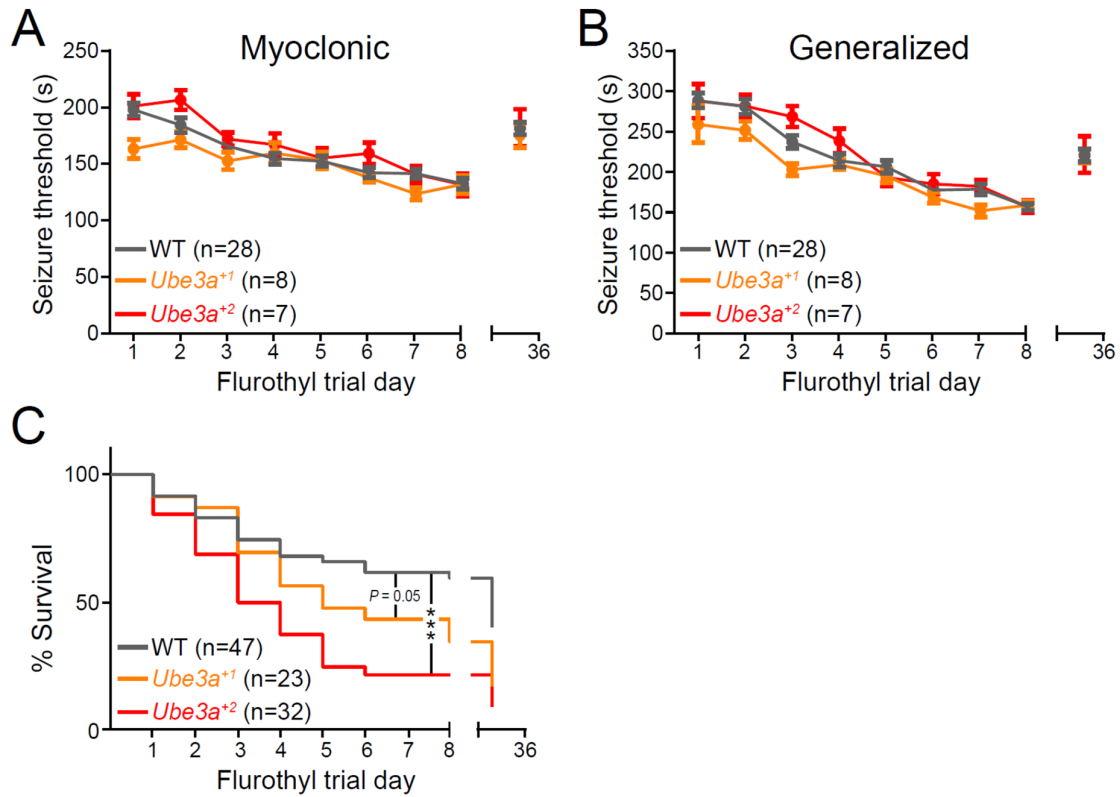 A
Myoclonic
Seizure threshold (s)
250
200
150
100
50
0
WT (n=28)
Ube3a+1 (n=8)
Ube3a+2 (n=7)
1 2 3 4 5 6 7 8 36
Flurothyl trial day
B
Generalized
Seizure threshold (s)
350
300
250
200
150
100
50
0
WT (n=28)
Ube3a+1 (n=8)
Ube3a+2 (n=7)
1 2 3 4 5 6 7 8 36
Flurothyl trial day
C
% Survival
100
50
0
P = 0.05
***
WT (n=47)
Ube3a+1 (n=23)
Ube3a+2 (n=32)
1 2 3 4 5 6 7 8 36
Flurothyl trial day